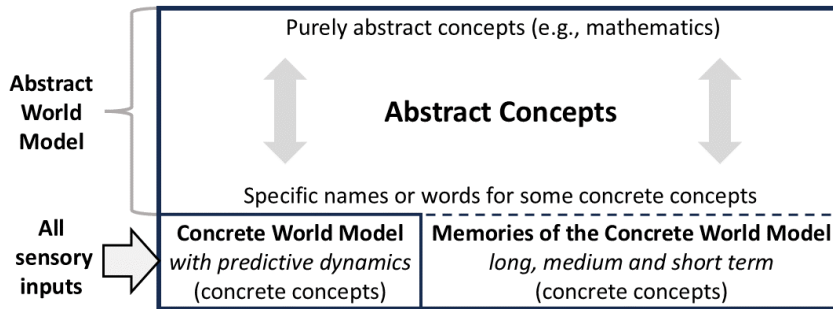 Purely abstract concepts (e.g., mathematics)
Abstract
World
Model
Abstract Concepts
Specific names or words for some concrete concepts
All
sensory
inputs
Concrete World Model
with predictive dynamics
(concrete concepts)
Memories of the Concrete World Model
long, medium and short term
(concrete concepts)